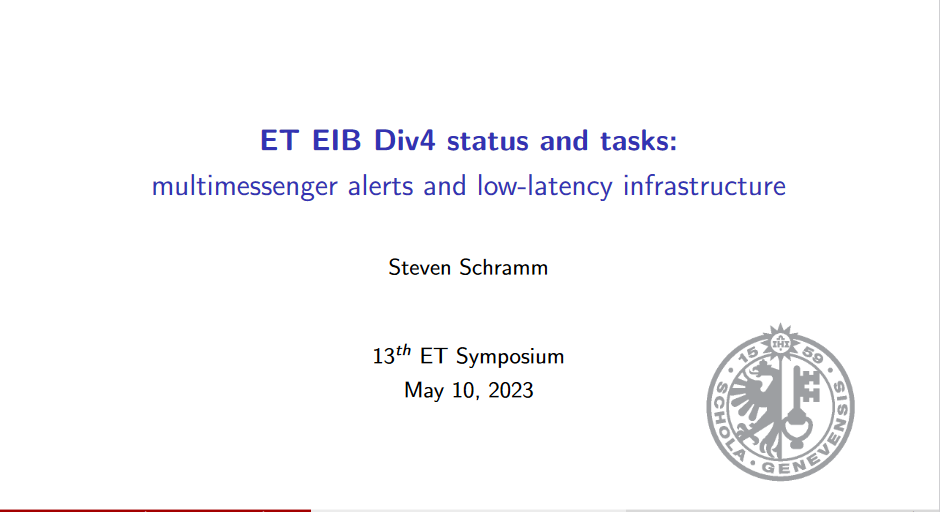 ET EIB Div4 status and tasks:
multimessenger alerts and low-latency infrastructure
Steven Schramm
13th ET Symposium
May 10, 2023
IHI
15 59
SCHOLA · GENEVENSIS